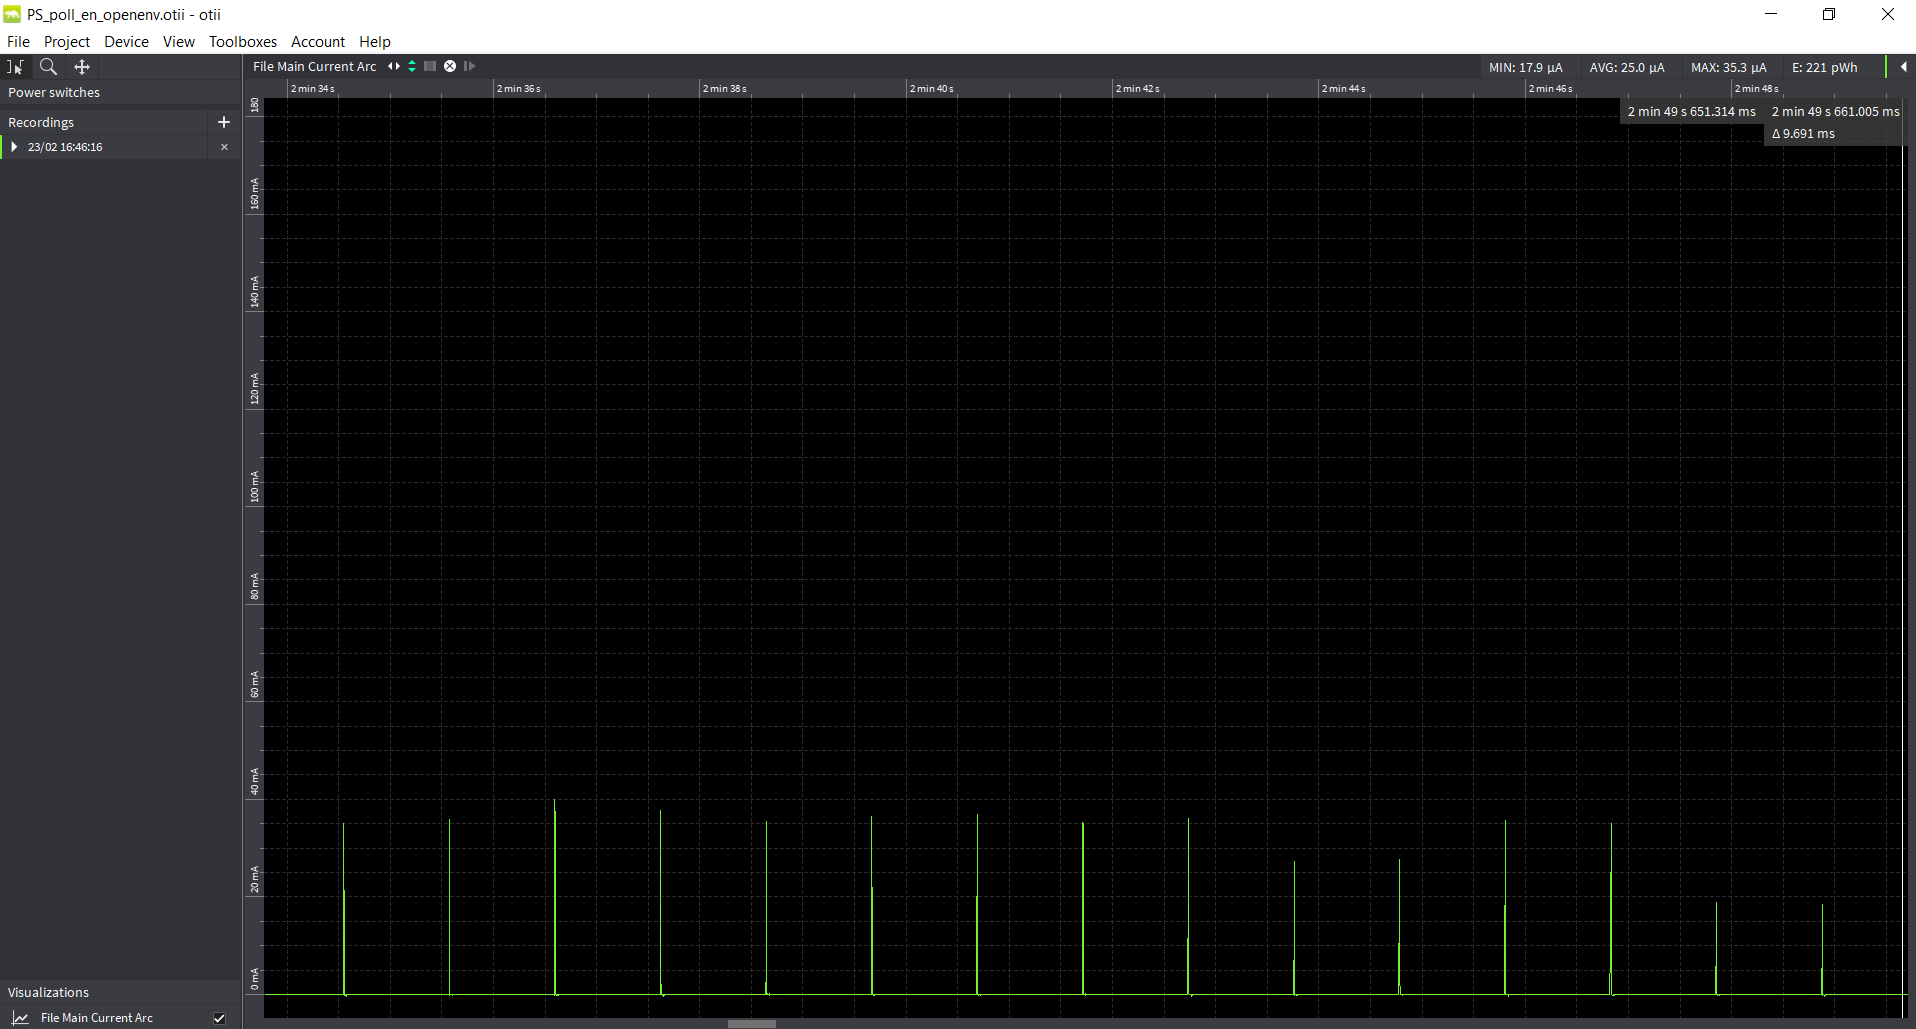 PS_poll_en_openenv.otii - otii
File Project Device View Toolboxes Account Help
File Main Current Arc
MIN: 17.9 µA AVG: 25.0 µA MAX: 35.3 µA E: 221 pWh
Power switches
Recordings
23/02 16:46:16
2 min 34 s 2 min 36 s 2 min 38 s 2 min 40 s 2 min 42 s 2 min 44 s 2 min 46 s 2 min 48 s
2 min 49 s 651.314 ms 2 min 49 s 661.005 ms
Δ 9.691 ms
180
160 mA
140 mA
120 mA
100 mA
80 mA
60 mA
40 mA
20 mA
0 mA
Visualizations
File Main Current Arc